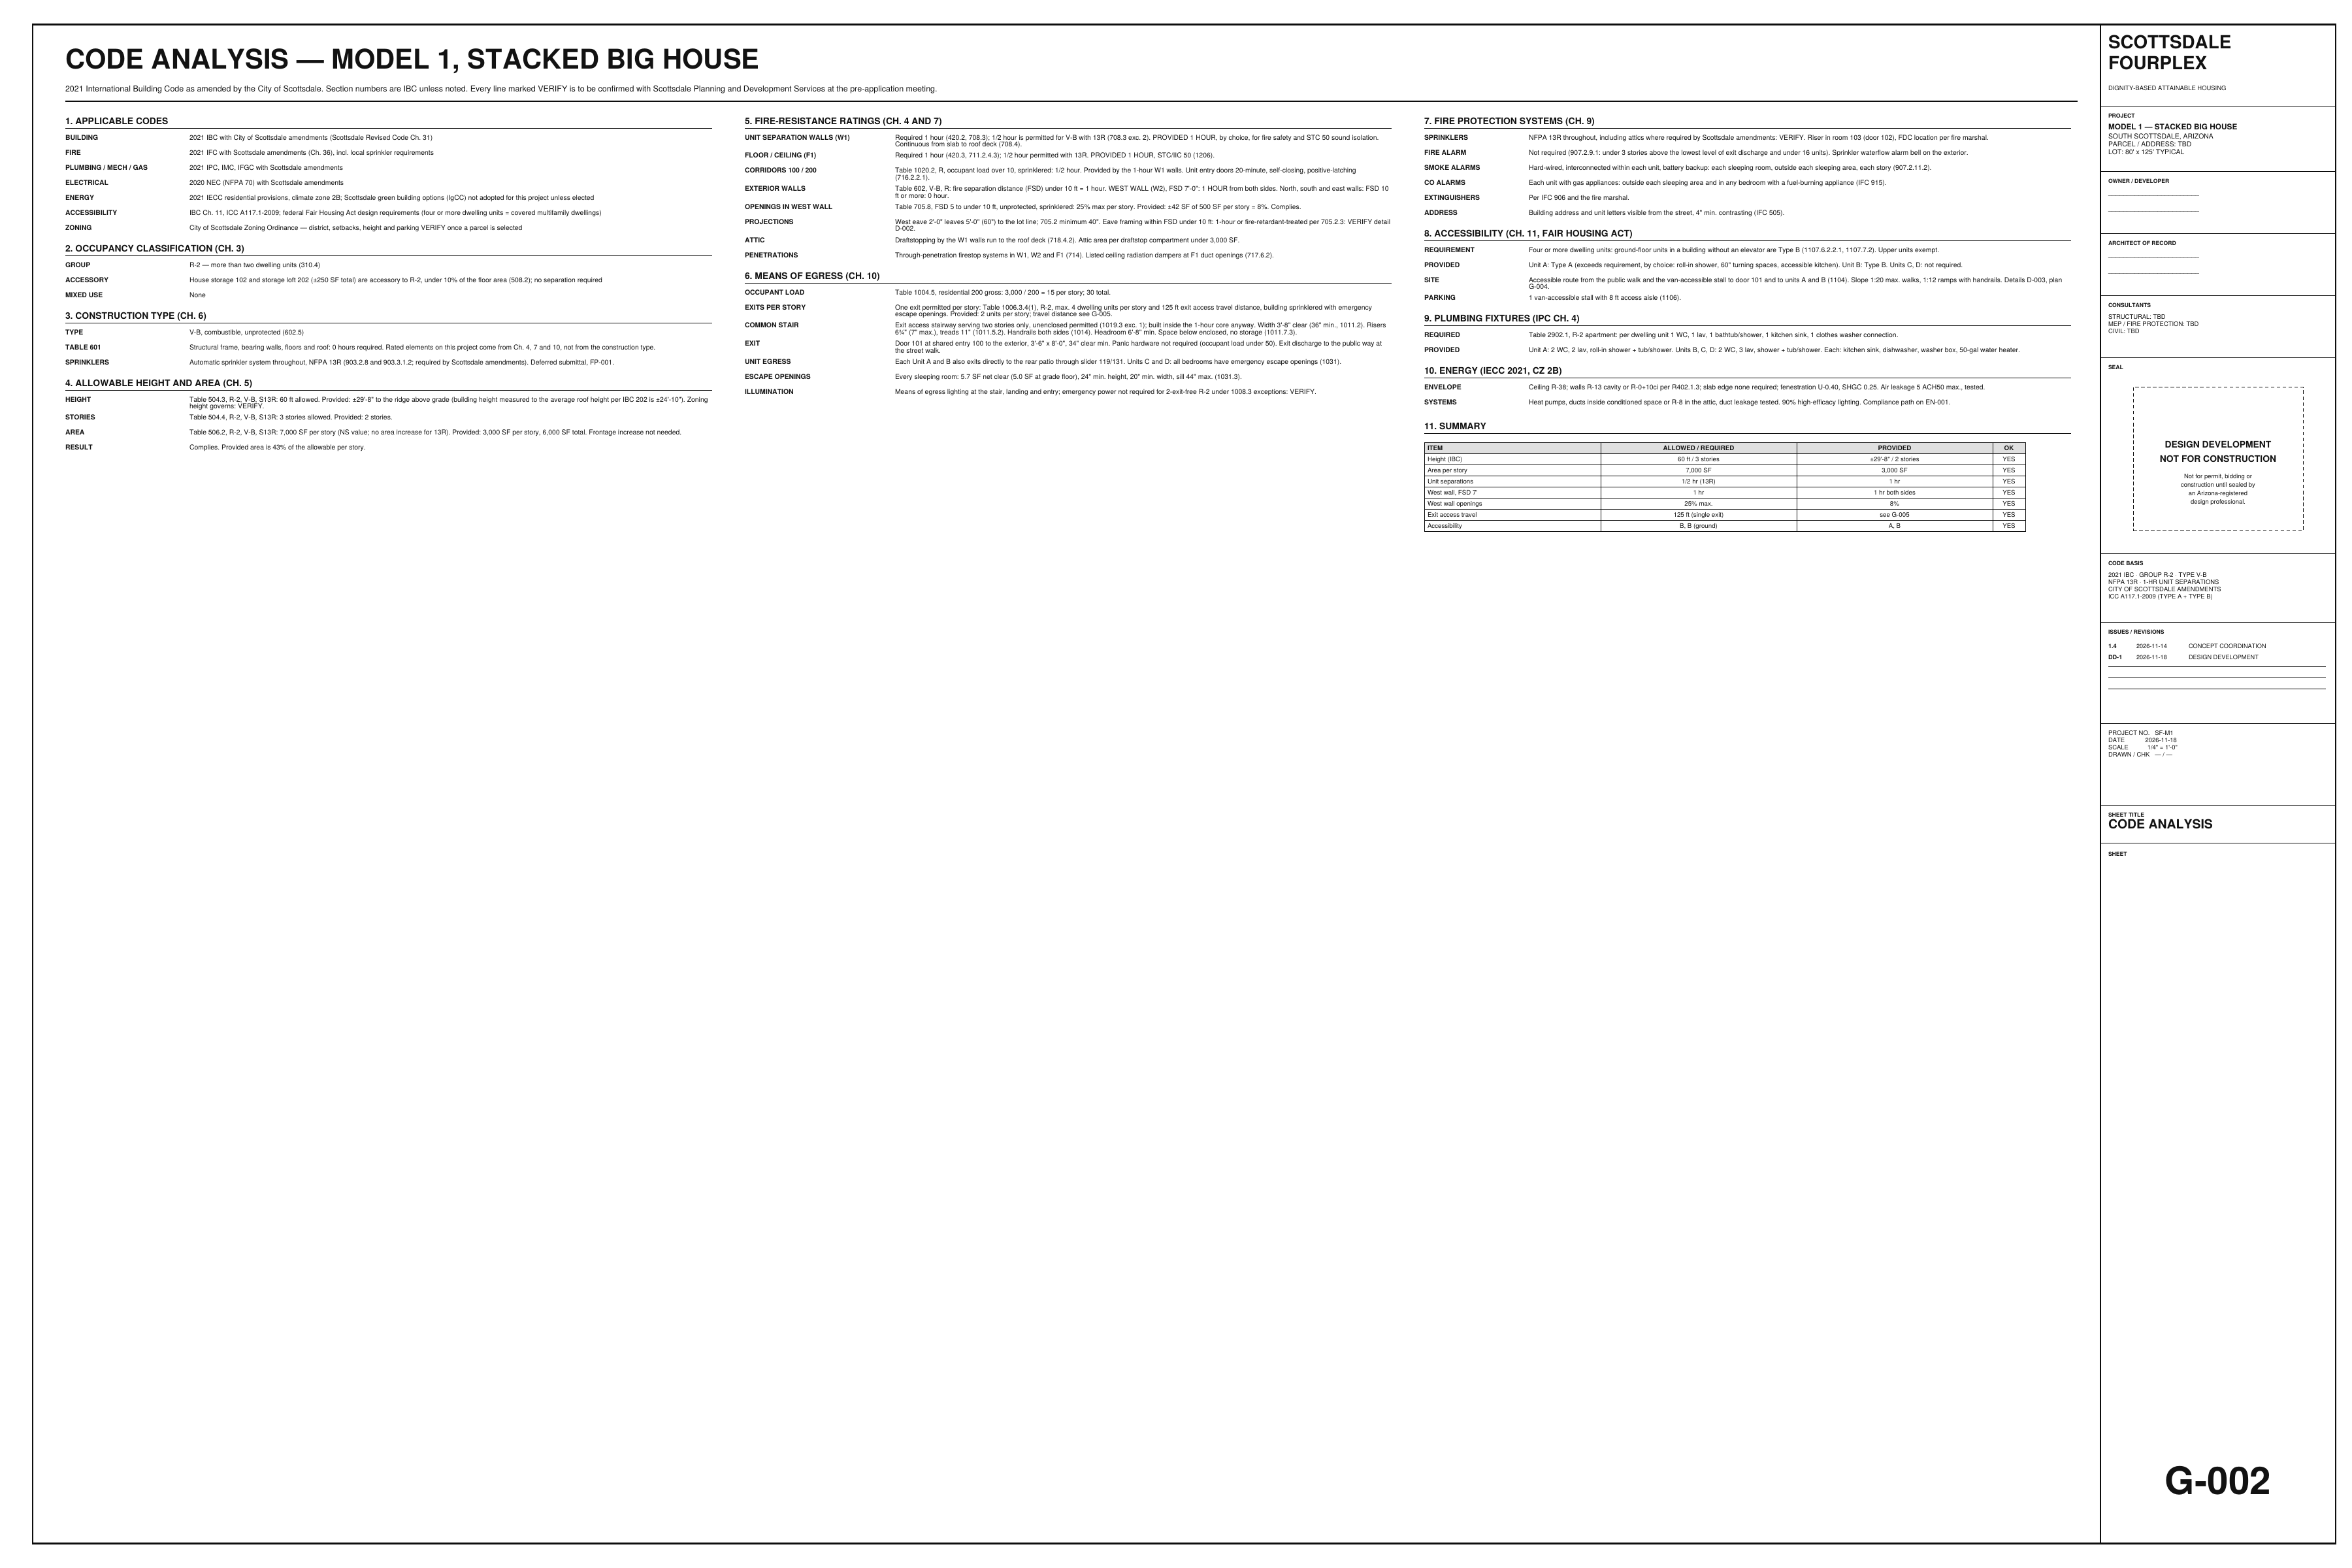 CODE ANALYSIS — MODEL 1, STACKED BIG HOUSE
2021 International Building Code as amended by the City of Scottsdale. Section numbers are IBC unless noted. Every line marked VERIFY is to be confirmed with Scottsdale Planning and Development Services at the pre-application meeting.
1. APPLICABLE CODES
BUILDING 2021 IBC with City of Scottsdale amendments (Scottsdale Revised Code Ch. 31)
FIRE 2021 IFC with Scottsdale amendments (Ch. 36), incl. local sprinkler requirements
PLUMBING / MECH / GAS 2021 IPC, IMC, IFGC with Scottsdale amendments
ELECTRICAL 2020 NEC (NFPA 70) with Scottsdale amendments
ENERGY 2021 IECC residential provisions, climate zone 2B; Scottsdale green building options (IgCC) not adopted for this project unless elected
ACCESSIBILITY IBC Ch. 11, ICC A117.1-2009; federal Fair Housing Act design requirements (four or more dwelling units = covered multifamily dwellings)
ZONING City of Scottsdale Zoning Ordinance — district, setbacks, height and parking VERIFY once a parcel is selected
2. OCCUPANCY CLASSIFICATION (CH. 3)
GROUP R-2 — more than two dwelling units (310.4)
ACCESSORY House storage 102 and storage loft 202 (±250 SF total) are accessory to R-2, under 10% of the floor area (508.2); no separation required
MIXED USE None
3. CONSTRUCTION TYPE (CH. 6)
TYPE V-B, combustible, unprotected (602.5)
TABLE 601 Structural frame, bearing walls, floors and roof: 0 hours required. Rated elements on this project come from Ch. 4, 7 and 10, not from the construction type.
SPRINKLERS Automatic sprinkler system throughout, NFPA 13R (903.2.8 and 903.3.1.2; required by Scottsdale amendments). Deferred submittal, FP-001.
4. ALLOWABLE HEIGHT AND AREA (CH. 5)
HEIGHT Table 504.3, R-2, V-B, S13R: 60 ft allowed. Provided: ±29'-8" to the ridge above grade (building height measured to the average roof height per IBC 202 is ±24'-10"). Zoning
height governs: VERIFY.
STORIES Table 504.4, R-2, V-B, S13R: 3 stories allowed. Provided: 2 stories.
AREA Table 506.2, R-2, V-B, S13R: 7,000 SF per story (NS value; no area increase for 13R). Provided: 3,000 SF per story, 6,000 SF total. Frontage increase not needed.
RESULT Complies. Provided area is 43% of the allowable per story.
5. FIRE-RESISTANCE RATINGS (CH. 4 AND 7)
UNIT SEPARATION WALLS (W1) Required 1 hour (420.2, 708.3); 1/2 hour is permitted for V-B with 13R (708.3 exc. 2). PROVIDED 1 HOUR, by choice, for fire safety and STC 50 sound isolation.
Continuous from slab to roof deck (708.4).
FLOOR / CEILING (F1) Required 1 hour (420.3, 711.2.4.3); 1/2 hour permitted with 13R. PROVIDED 1 HOUR, STC/IIC 50 (1206).
CORRIDORS 100 / 200 Table 1020.2, R, occupant load over 10, sprinklered: 1/2 hour. Provided by the 1-hour W1 walls. Unit entry doors 20-minute, self-closing, positive-latching
(716.2.2.1).
EXTERIOR WALLS Table 602, V-B, R: fire separation distance (FSD) under 10 ft = 1 hour. WEST WALL (W2), FSD 7'-0": 1 HOUR from both sides. North, south and east walls: FSD 10
ft or more: 0 hour.
OPENINGS IN WEST WALL Table 705.8, FSD 5 to under 10 ft, unprotected, sprinklered: 25% max per story. Provided: ±42 SF of 500 SF per story = 8%. Complies.
PROJECTIONS West eave 2'-0" leaves 5'-0" (60") to the lot line; 705.2 minimum 40". Eave framing within FSD under 10 ft: 1-hour or fire-retardant-treated per 705.2.3: VERIFY detail
D-002.
ATTIC Draftstopping by the W1 walls run to the roof deck (718.4.2). Attic area per draftstop compartment under 3,000 SF.
PENETRATIONS Through-penetration firestop systems in W1, W2 and F1 (714). Listed ceiling radiation dampers at F1 duct openings (717.6.2).
6. MEANS OF EGRESS (CH. 10)
OCCUPANT LOAD Table 1004.5, residential 200 gross: 3,000 / 200 = 15 per story; 30 total.
EXITS PER STORY One exit permitted per story; Table 1006.3.4(1), R-2, max. 4 dwelling units per story and 125 ft exit access travel distance, building sprinklered with emergency
escape openings. Provided: 2 units per story; travel distance see G-005.
COMMON STAIR Exit access stairway serving two stories only, unenclosed permitted (1019.3 exc. 1); built inside the 1-hour core anyway. Width 3'-8" clear (36" min., 1011.2). Risers
6¾" (7" max.), treads 11" (1011.5.2). Handrails both sides (1014). Headroom 6'-8" min. Space below enclosed, no storage (1011.7.3).
EXIT Door 101 at shared entry 100 to the exterior, 3'-6" x 8'-0", 34" clear min. Panic hardware not required (occupant load under 50). Exit discharge to the public way at
the street walk.
UNIT EGRESS Each Unit A and B also exits directly to the rear patio through slider 119/131. Units C and D: all bedrooms have emergency escape openings (1031).
ESCAPE OPENINGS Every sleeping room: 5.7 SF net clear (5.0 SF at grade floor), 24" min. height, 20" min. width, sill 44" max. (1031.3).
ILLUMINATION Means of egress lighting at the stair, landing and entry; emergency power not required for 2-exit-free R-2 under 1008.3 exceptions: VERIFY.
7. FIRE PROTECTION SYSTEMS (CH. 9)
SPRINKLERS NFPA 13R throughout, including attics where required by Scottsdale amendments: VERIFY. Riser in room 103 (door 102), FDC location per fire marshal.
FIRE ALARM Not required (907.2.9.1: under 3 stories above the lowest level of exit discharge and under 16 units). Sprinkler waterflow alarm bell on the exterior.
SMOKE ALARMS Hard-wired, interconnected within each unit, battery backup: each sleeping room, outside each sleeping area, each story (907.2.11.2).
CO ALARMS Each unit with gas appliances: outside each sleeping area and in any bedroom with a fuel-burning appliance (IFC 915).
EXTINGUISHERS Per IFC 906 and the fire marshal.
ADDRESS Building address and unit letters visible from the street, 4" min. contrasting (IFC 505).
8. ACCESSIBILITY (CH. 11, FAIR HOUSING ACT)
REQUIREMENT Four or more dwelling units: ground-floor units in a building without an elevator are Type B (1107.6.2.2.1, 1107.7.2). Upper units exempt.
PROVIDED Unit A: Type A (exceeds requirement, by choice: roll-in shower, 60" turning spaces, accessible kitchen). Unit B: Type B. Units C, D: not required.
SITE Accessible route from the public walk and the van-accessible stall to door 101 and to units A and B (1104). Slope 1:20 max. walks, 1:12 ramps with handrails. Details D-003, plan
G-004.
PARKING 1 van-accessible stall with 8 ft access aisle (1106).
9. PLUMBING FIXTURES (IPC CH. 4)
REQUIRED Table 2902.1, R-2 apartment: per dwelling unit 1 WC, 1 lav, 1 bathtub/shower, 1 kitchen sink, 1 clothes washer connection.
PROVIDED Unit A: 2 WC, 2 lav, roll-in shower + tub/shower. Units B, C, D: 2 WC, 3 lav, shower + tub/shower. Each: kitchen sink, dishwasher, washer box, 50-gal water heater.
10. ENERGY (IECC 2021, CZ 2B)
ENVELOPE Ceiling R-38; walls R-13 cavity or R-0+10ci per R402.1.3; slab edge none required; fenestration U-0.40, SHGC 0.25. Air leakage 5 ACH50 max., tested.
SYSTEMS Heat pumps, ducts inside conditioned space or R-8 in the attic, duct leakage tested. 90% high-efficacy lighting. Compliance path on EN-001.
11. SUMMARY
ITEM ALLOWED / REQUIRED PROVIDED OK
Height (IBC) 60 ft / 3 stories ±29'-8" / 2 stories YES
Area per story 7,000 SF 3,000 SF YES
Unit separations 1/2 hr (13R) 1 hr YES
West wall, FSD 7' 1 hr 1 hr both sides YES
West wall openings 25% max. 8% YES
Exit access travel 125 ft (single exit) see G-005 YES
Accessibility B, B (ground) A, B YES
SCOTTSDALE
FOURPLEX
DIGNITY-BASED ATTAINABLE HOUSING
PROJECT
MODEL 1 — STACKED BIG HOUSE
SOUTH SCOTTSDALE, ARIZONA
PARCEL / ADDRESS: TBD
LOT: 80' x 125' TYPICAL
OWNER / DEVELOPER
ARCHITECT OF RECORD
CONSULTANTS
STRUCTURAL: TBD
MEP / FIRE PROTECTION: TBD
CIVIL: TBD
SEAL
DESIGN DEVELOPMENT
NOT FOR CONSTRUCTION
Not for permit, bidding or
construction until sealed by
an Arizona-registered
design professional.
CODE BASIS
2021 IBC · GROUP R-2 · TYPE V-B
NFPA 13R · 1-HR UNIT SEPARATIONS
CITY OF SCOTTSDALE AMENDMENTS
ICC A117.1-2009 (TYPE A + TYPE B)
ISSUES / REVISIONS
1.4 2026-11-14 CONCEPT COORDINATION
DD-1 2026-11-18 DESIGN DEVELOPMENT
PROJECT NO. SF-M1
DATE 2026-11-18
SCALE 1/4" = 1'-0"
DRAWN / CHK — / —
SHEET TITLE
CODE ANALYSIS
SHEET
G-002